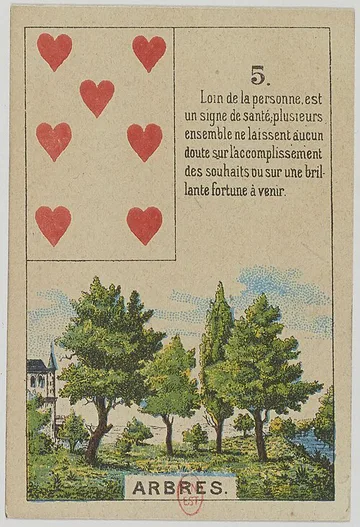 5.
Loin de la personne, est
un signe de santé; plusieurs
ensemble ne laissent aucun
doute sur l'accomplissement
des souhaits ou sur une bril-
lante fortune à venir.
ARBRES.
EST